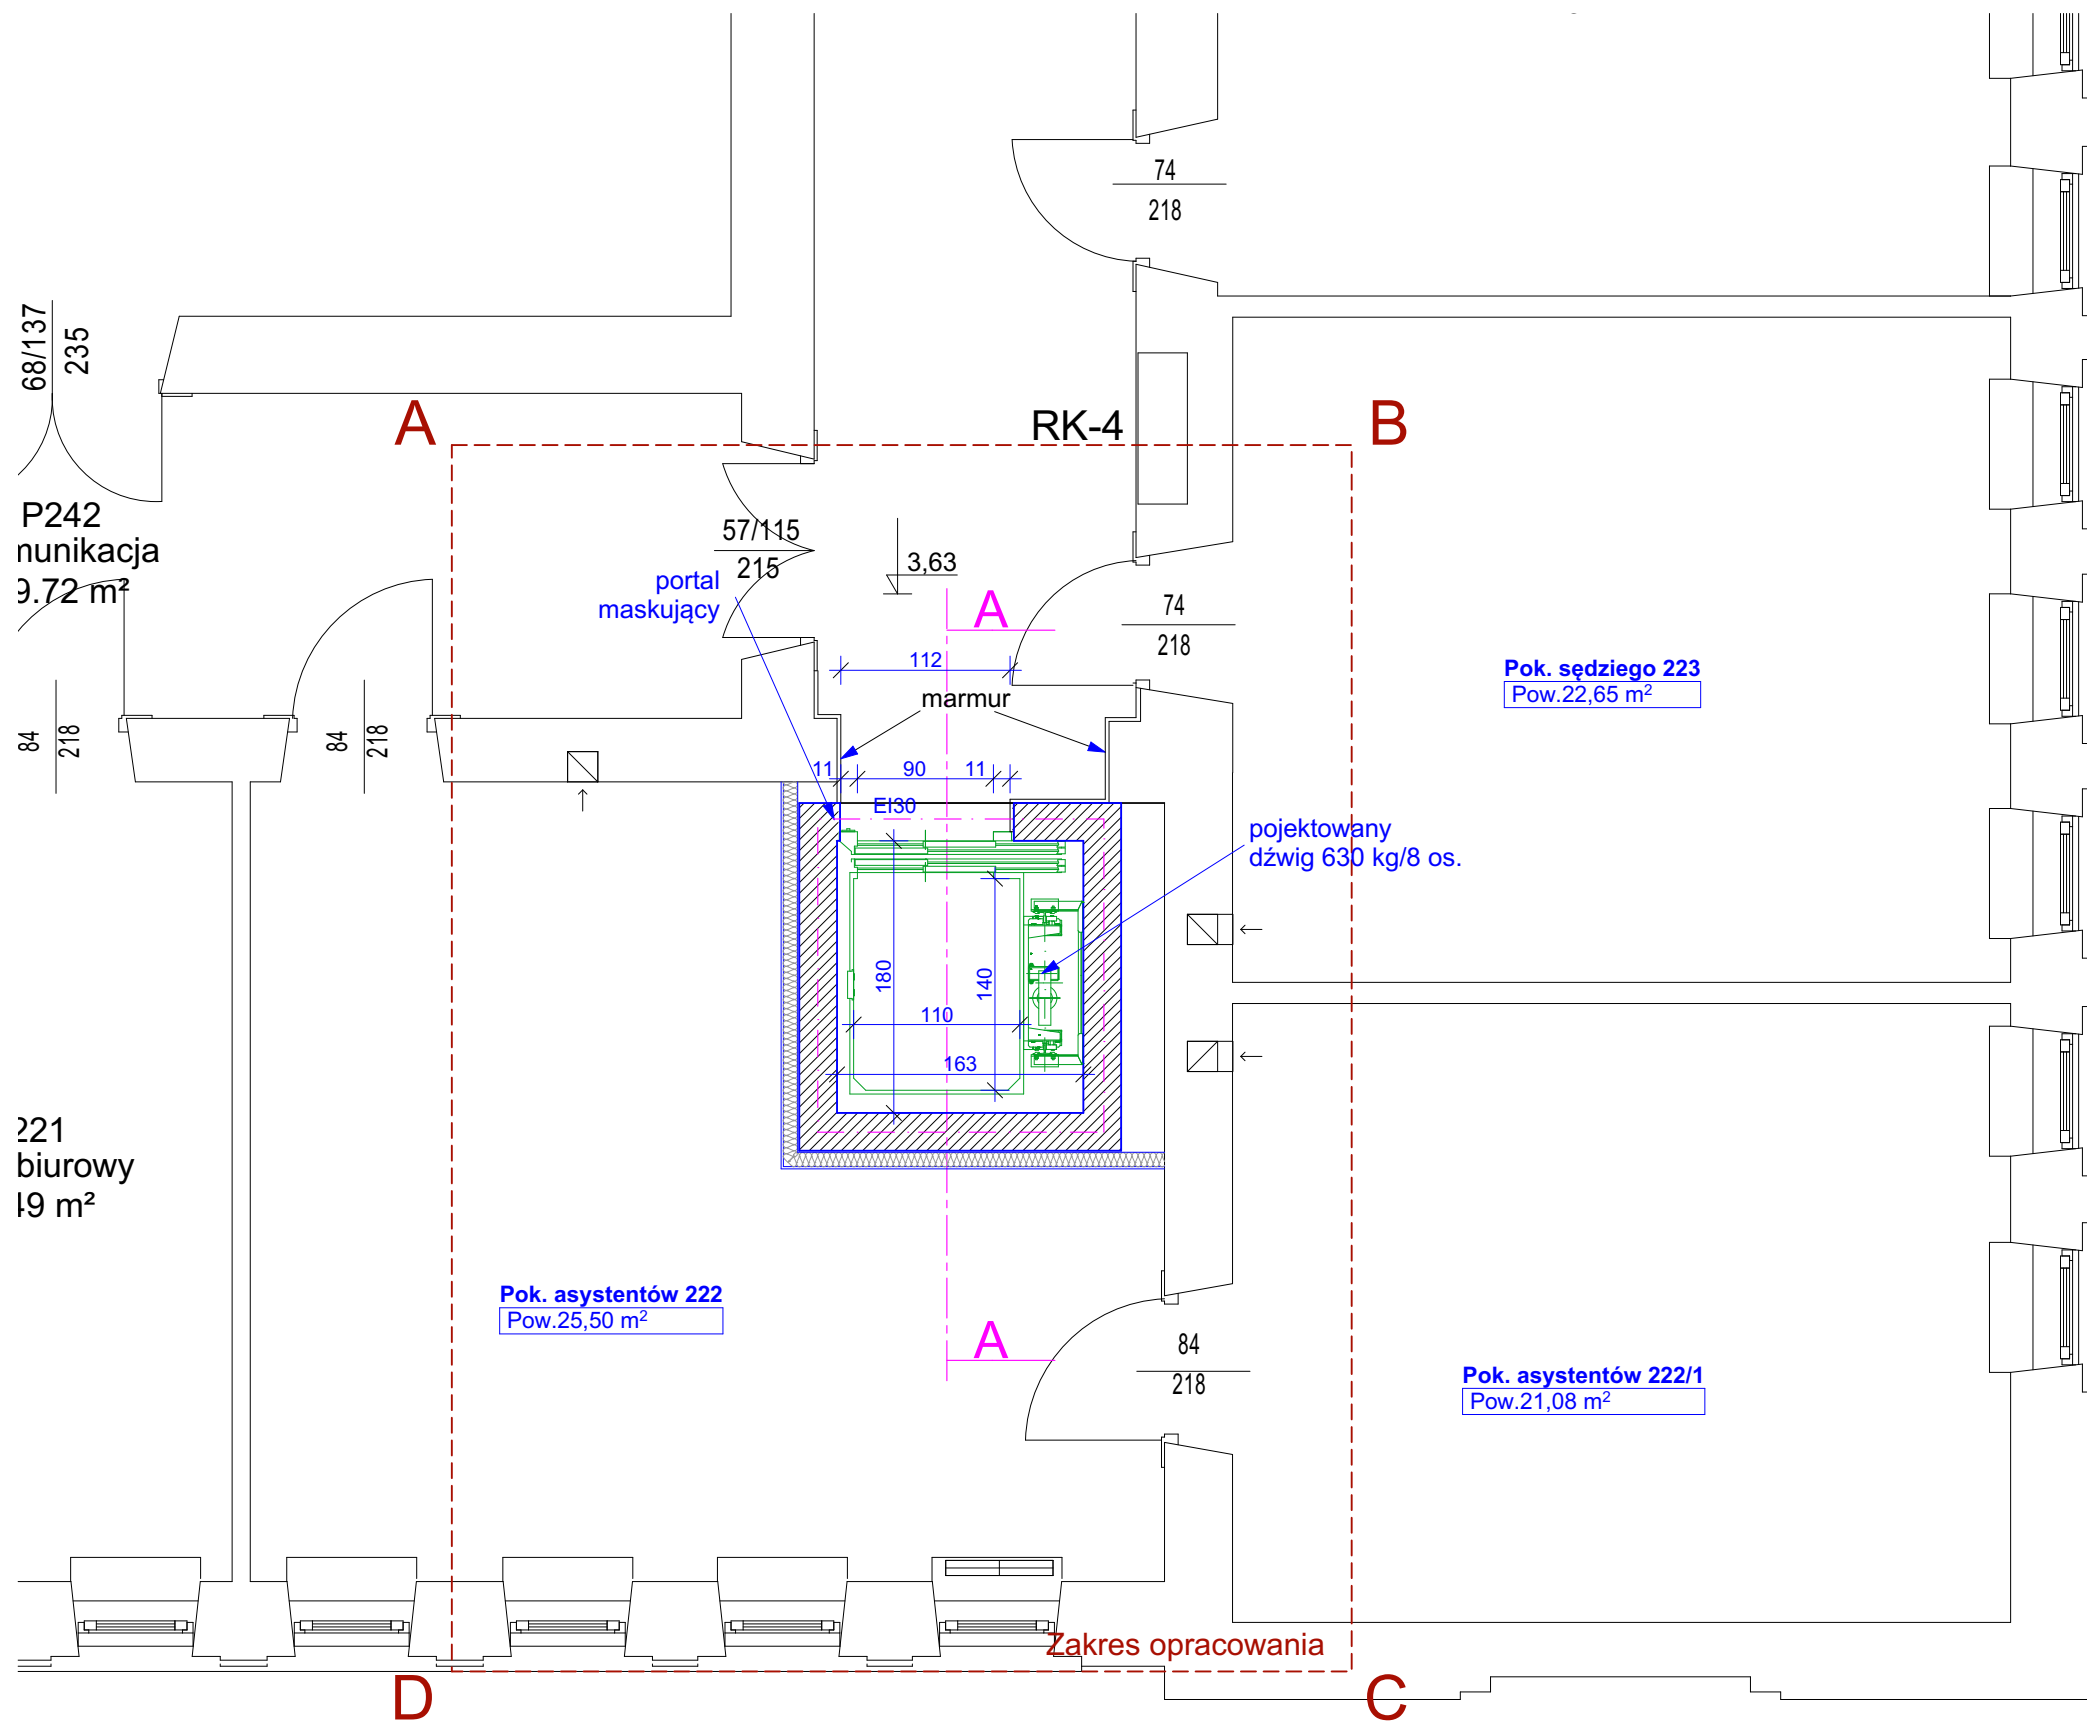 74
218
68/137
235
A
RK-4
B
P242
munikacja
9.72 m²
57/115
215
3,63
portal
maskujący
A
74
218
112
marmur
Pok. sędziego 223
Pow.22,65 m²
84
218
84
218
11
90
11
EI30
pojektowany
dźwig 630 kg/8 os.
180
140
110
163
221
biurowy
49 m²
Pok. asystentów 222
Pow.25,50 m²
A
84
218
Pok. asystentów 222/1
Pow.21,08 m²
Zakres opracowania
D
C